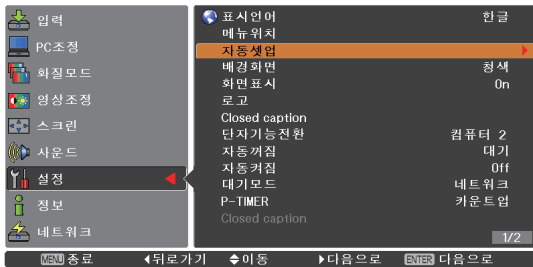 입력
PC조정
화질모드
영상조정
스크린
사운드
설정
정보
네트워크
표시언어 한글
메뉴위치
자동셋업
배경화면 청색
화면표시 On
로고
Closed caption
단자기능전환 컴퓨터 2
자동꺼짐 대기
자동켜짐 Off
대기모드 네트워크
P-TIMER 카운트업
Closed caption
1/2
MENU 종료 ◀뒤로가기 ◆이동 ▶다음으로 ENTER 다음으로